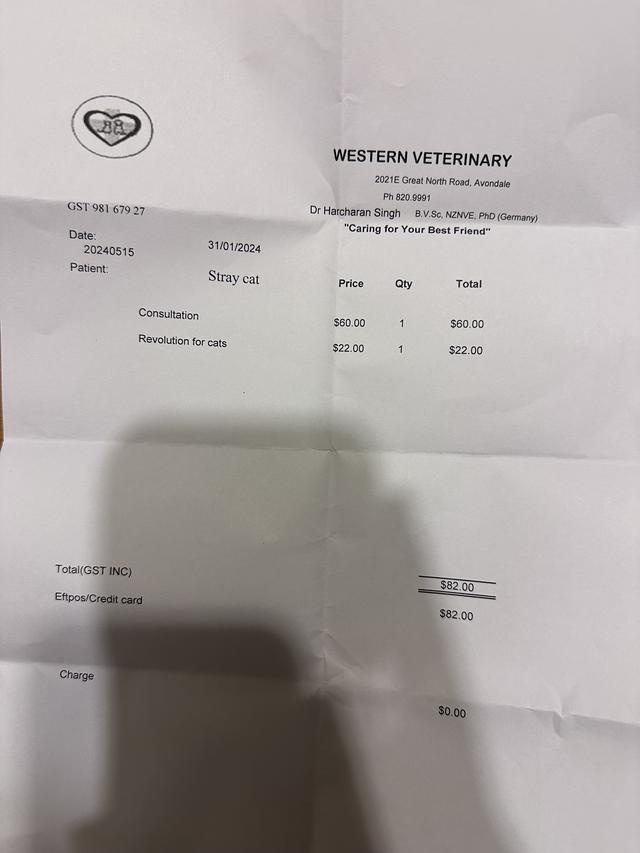 WESTERN VETERINARY
2021E Great North Road, Avondale
Ph 820.9991
GST 981 679 27
Dr Harcharan Singh B.V.Sc, NZNVE, PhD (Germany)
"Caring for Your Best Friend"
Date: 31/01/2024
20240515
Patient: Stray cat
Price Qty Total
Consultation $60.00 1 $60.00
Revolution for cats $22.00 1 $22.00
Total(GST INC) $82.00
Eftpos/Credit card $82.00
Charge $0.00